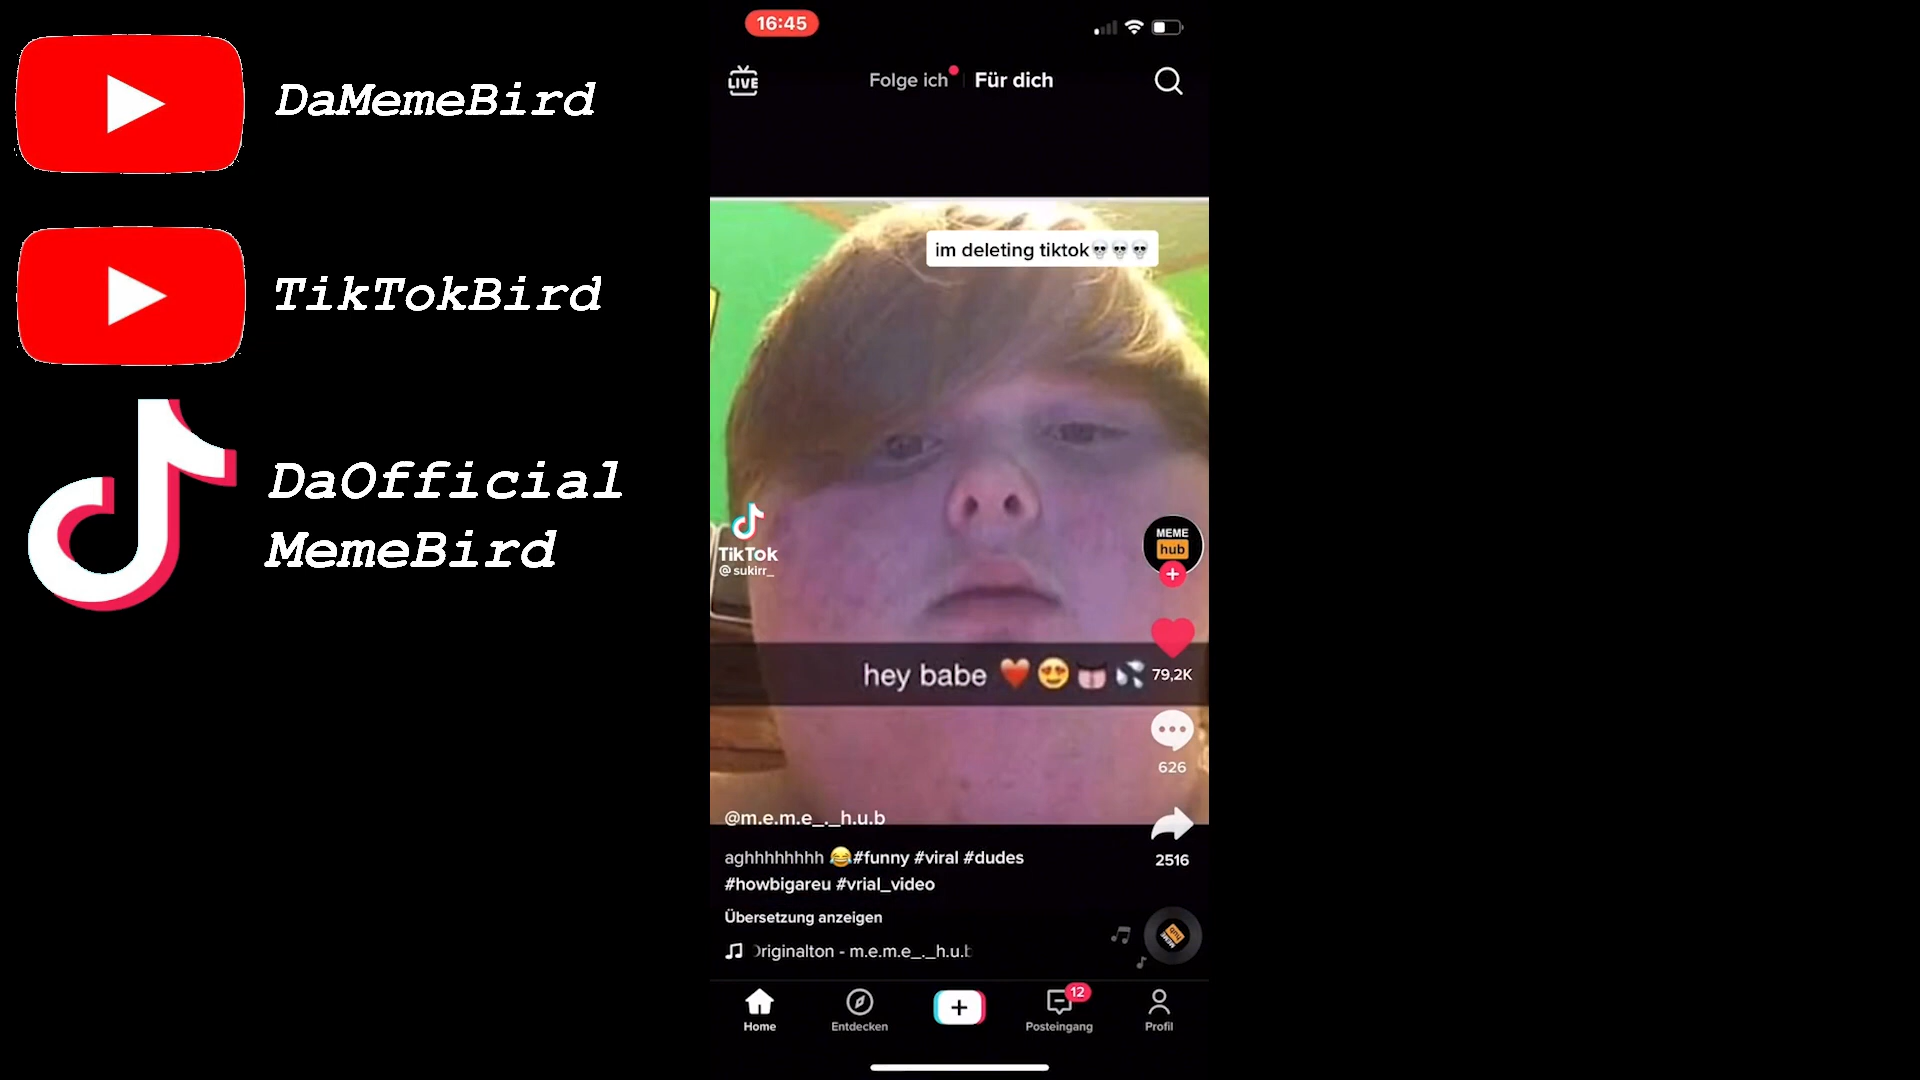 DaMemeBird
TikTokBird
DaOfficial
MemeBird
16:45
LIVE
Folge ich
Für dich
im deleting tiktok💀💀💀
TikTok
@sukirr_
MEME
hub
hey babe ❤️😍👅💦
79,2K
626
2516
@m.e.m.e_._h.u.b
aghhhhhhhh 😂#funny #viral #dudes
#howbigareu #vrial_video
Übersetzung anzeigen
Originalton - m.e.m.e_._h.u.b
MEME
hub
12
Home
Entdecken
Posteingang
Profil